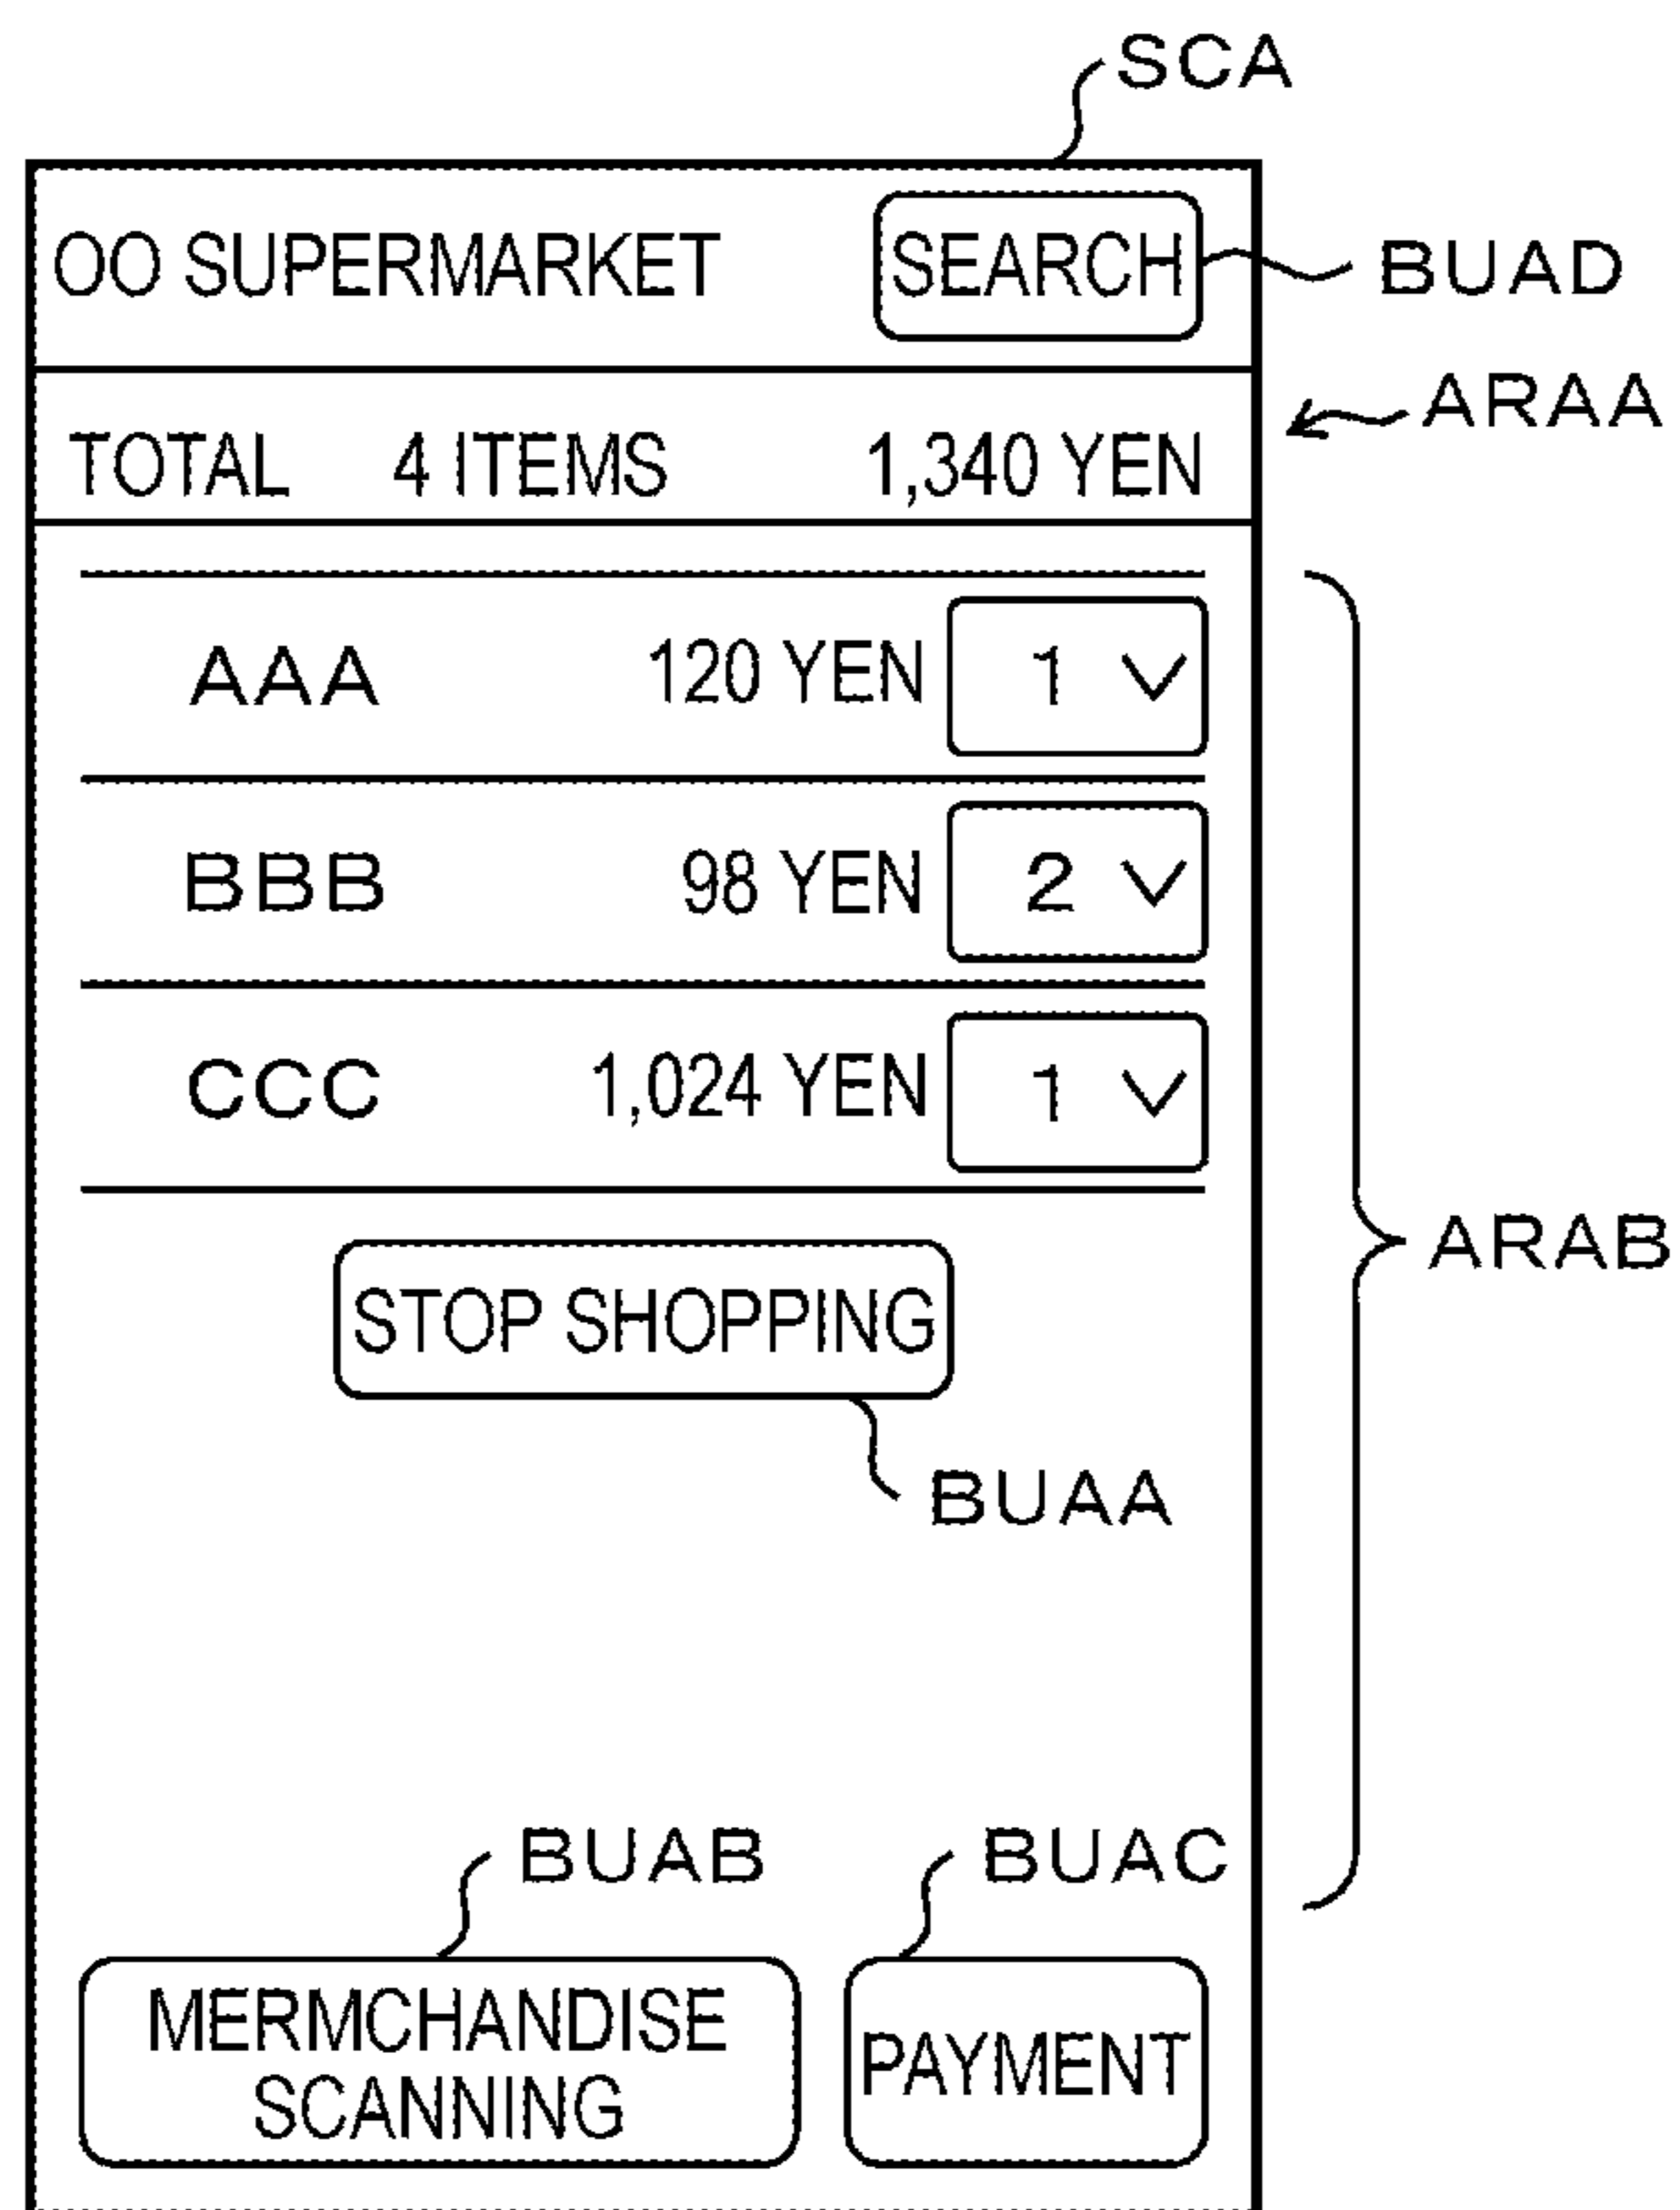 SCA
OO SUPERMARKET SEARCH BUAD
ARAA
TOTAL 4 ITEMS 1,340 YEN
AAA 120 YEN 1
BBB 98 YEN 2
CCC 1,024 YEN 1
ARAB
STOP SHOPPING
BUAA
BUAB BUAC
MERMCHANDISE
SCANNING
PAYMENT